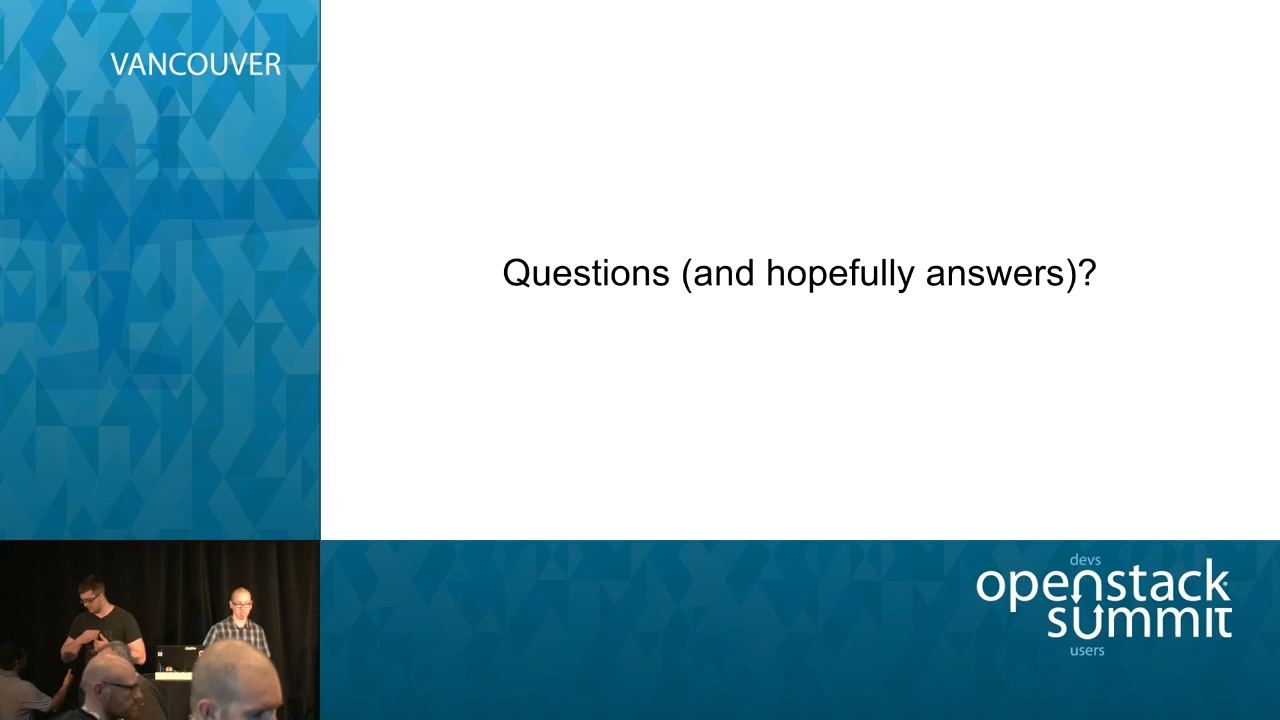 VANCOUVER
Questions (and hopefully answers)?
devs
openstack
summit
users